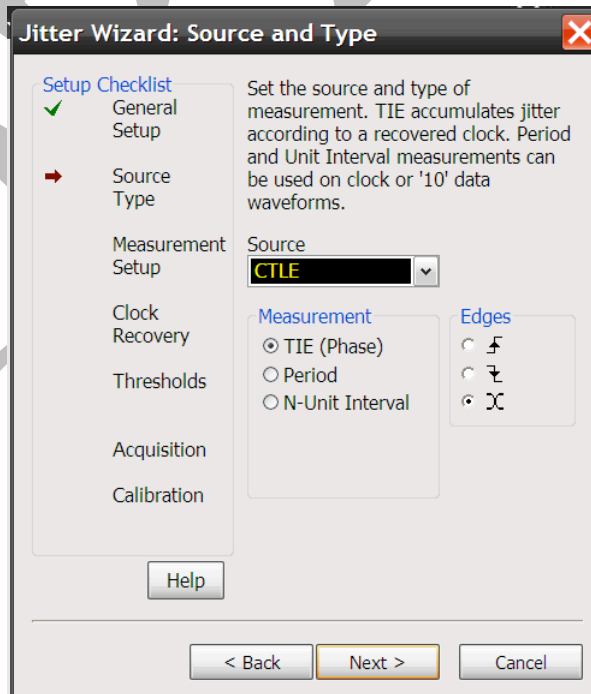 Jitter Wizard: Source and Type
Setup Checklist
General
Setup
Source
Type
Measurement
Setup
Clock
Recovery
Thresholds
Acquisition
Calibration
Help
Set the source and type of
measurement. TIE accumulates jitter
according to a recovered clock. Period
and Unit Interval measurements can
be used on clock or '10' data
waveforms.
Source
CTLE
Measurement
TIE (Phase)
Period
N-Unit Interval
Edges
< Back
Next >
Cancel